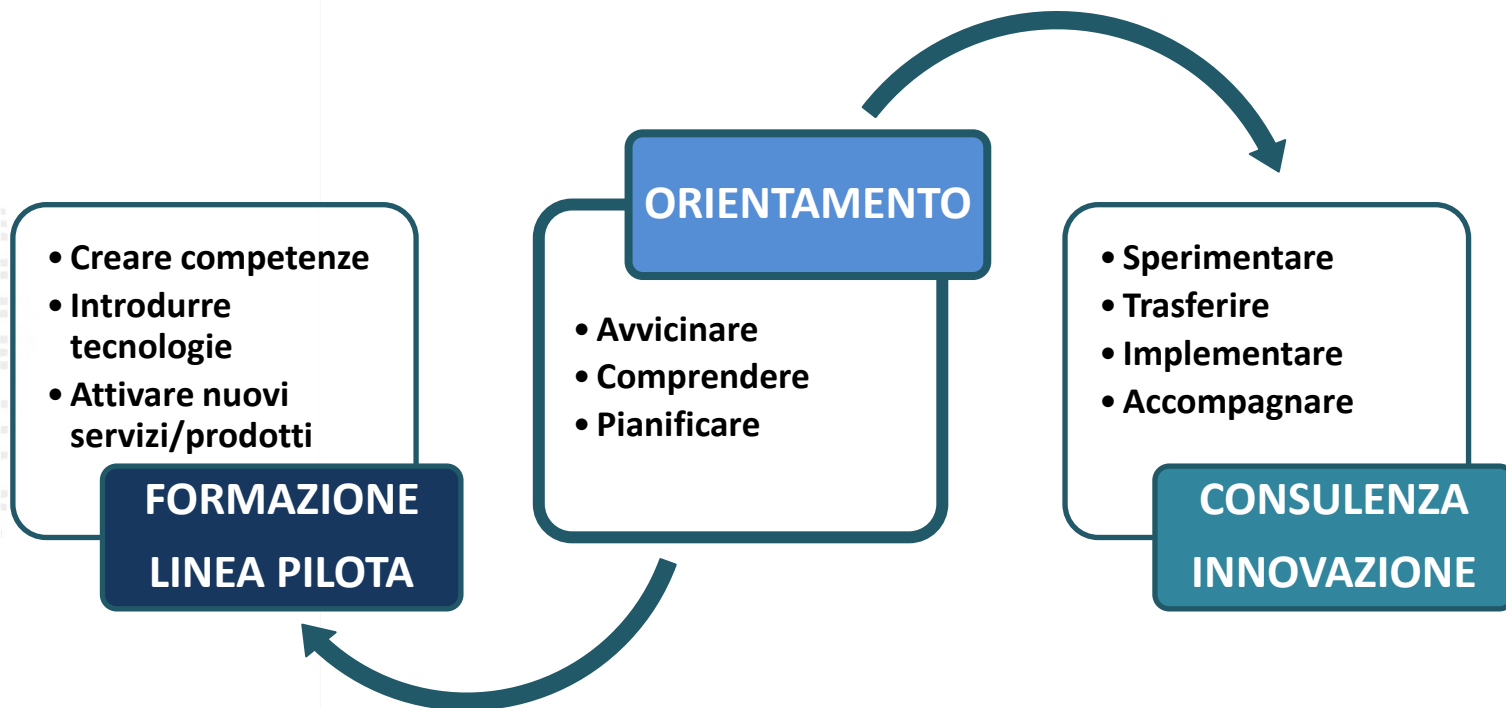 • Creare competenze
• Introdurre
tecnologie
• Attivare nuovi
servizi/prodotti
FORMAZIONE
LINEA PILOTA
ORIENTAMENTO
• Avvicinare
• Comprendere
• Pianificare
• Sperimentare
• Trasferire
• Implementare
• Accompagnare
CONSULENZA
INNOVAZIONE